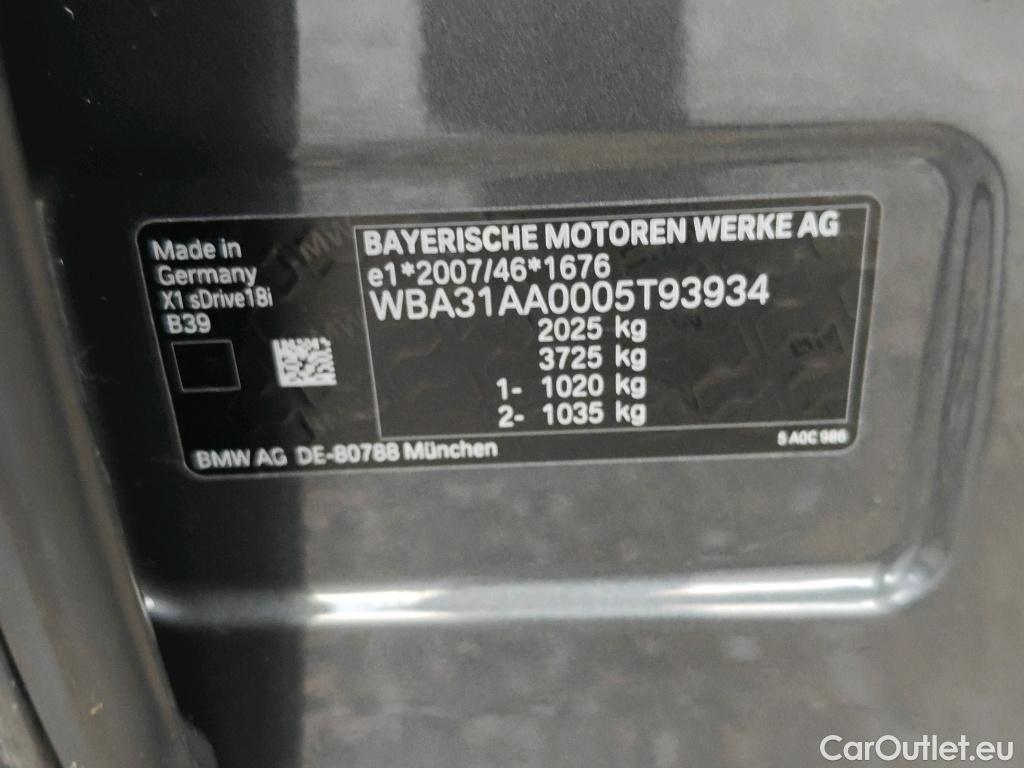 Made in
Germany
X1 sDrive18i
B39
BAYERISCHE MOTOREN WERKE AG
e1*2007/46*1676
WBA31AA0005T93934
2025 kg
3725 kg
1- 1020 kg
2- 1035 kg
BMW AG DE-80788 München
5 A0C 986
CarOutlet.eu